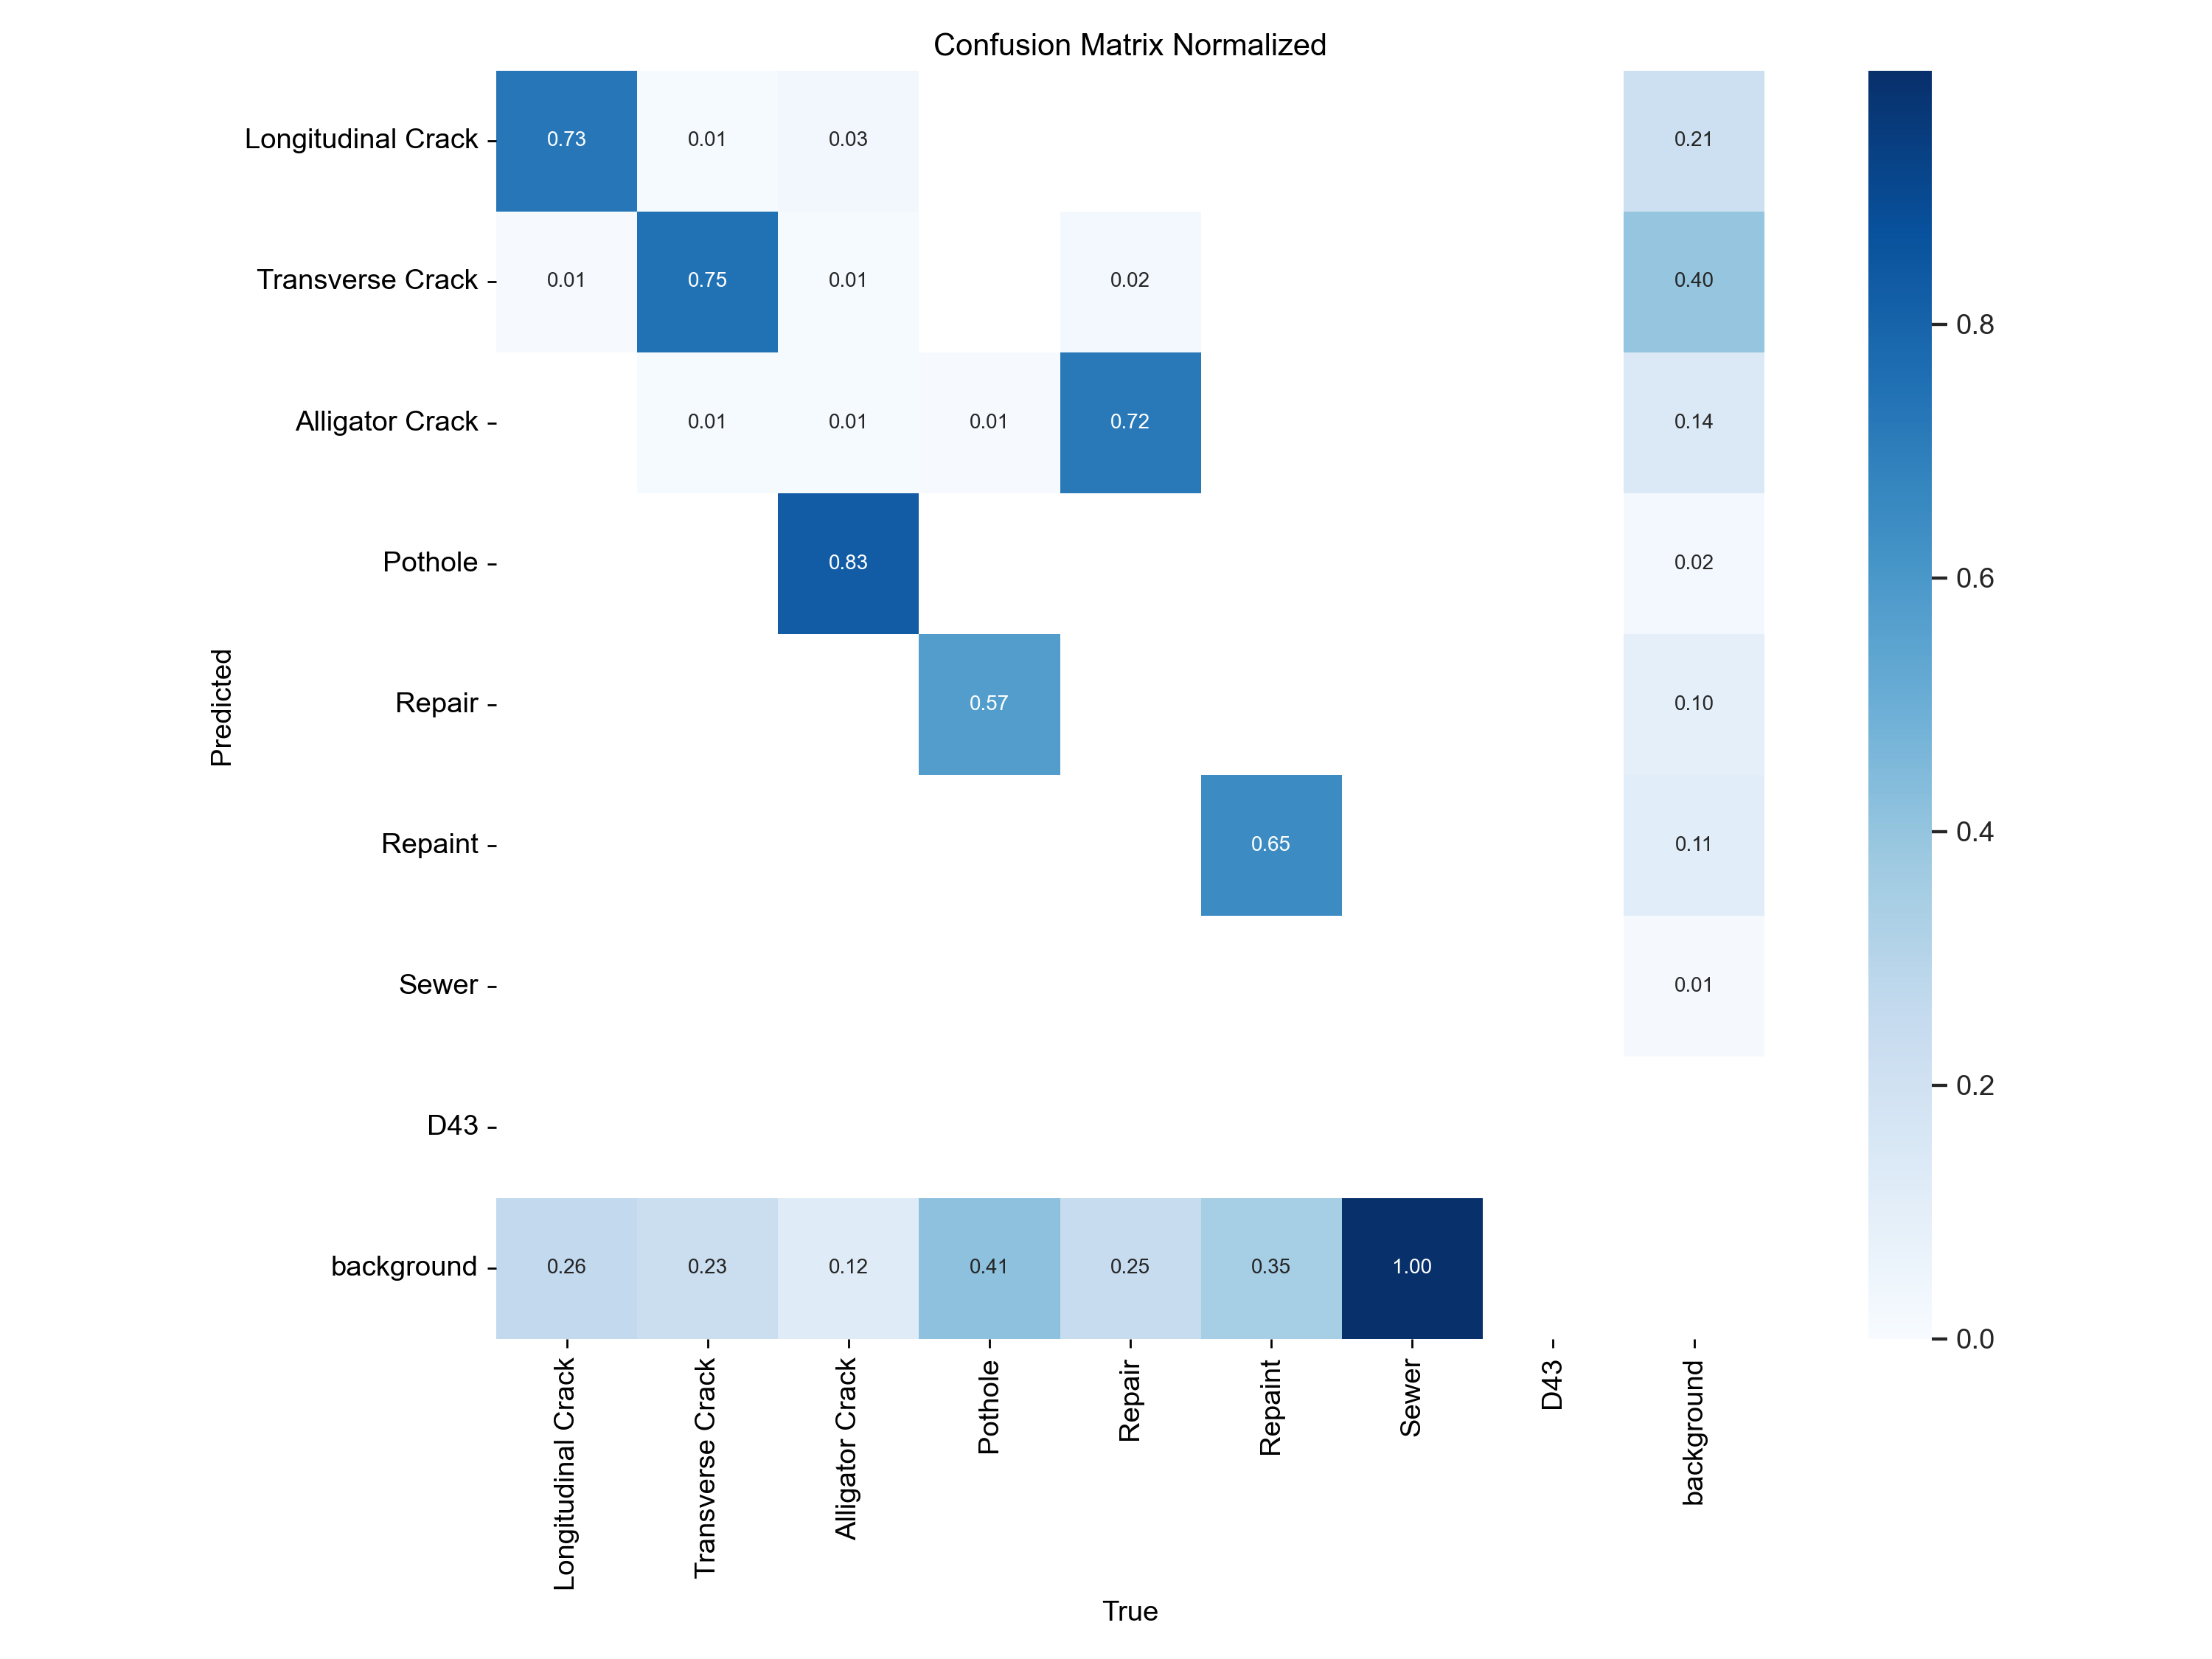 Confusion Matrix Normalized
Longitudinal Crack 0.73 0.01 0.03 0.21
Transverse Crack 0.01 0.75 0.01 0.02 0.40
0.8
Alligator Crack 0.01 0.01 0.01 0.72 0.14
Pothole 0.83 0.02
0.6
Predicted
Repair 0.57 0.10
Repaint 0.65 0.11
0.4
Sewer 0.01
D43
0.2
background 0.26 0.23 0.12 0.41 0.25 0.35 1.00
0.0
Longitudinal Crack
Transverse Crack
Alligator Crack
Pothole
Repair
Repaint
Sewer
D43
background
True